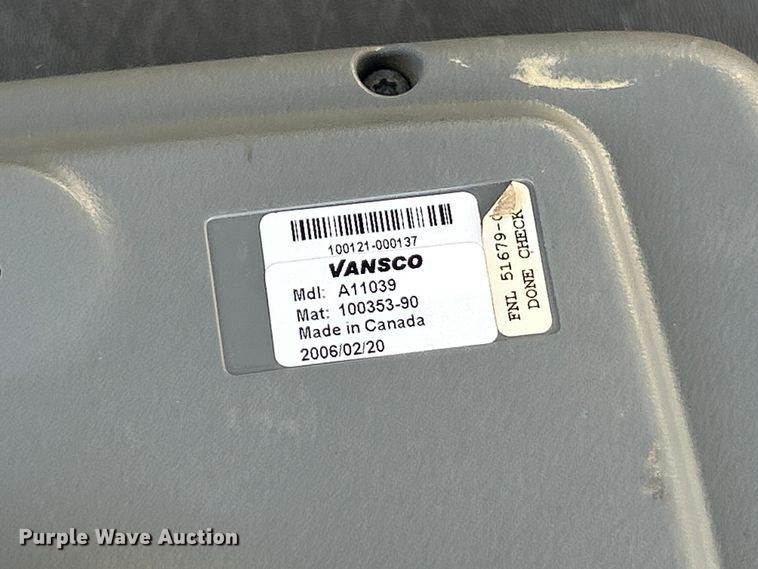 100121-000137
VANSCO
Mdl: A11039
Mat: 100353-90
Made in Canada
2006/02/20
FNL 51679-
DONE CHECK
Purple Wave Auction